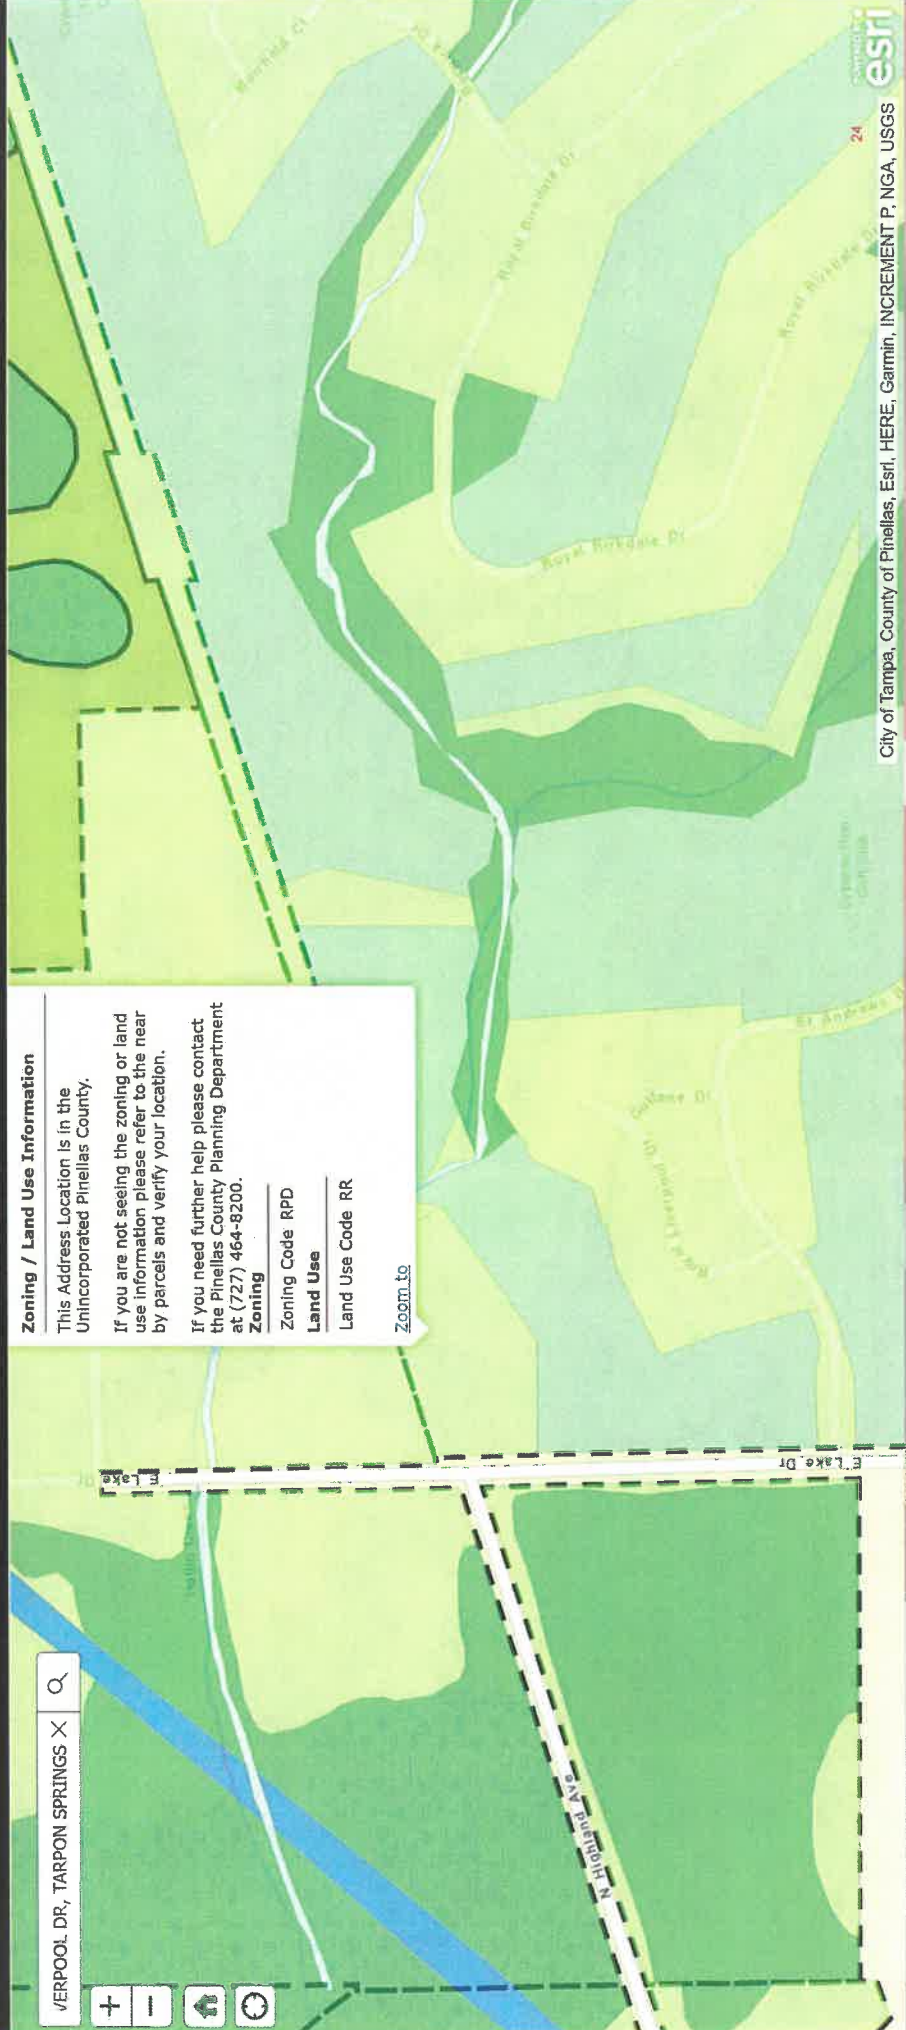 VERPOOL DR, TARPON SPRINGS X
+
−
Zoning / Land Use Information
This Address Location is in the
Unincorporated Pinellas County.
If you are not seeing the zoning or land
use information please refer to the near
by parcels and verify your location.
If you need further help please contact
the Pinellas County Planning Department
at (727) 464-8200.
Zoning
Zoning Code RPD
Land Use
Land Use Code RR
Zoom to
E Lake Dr
E Lake Dr
N Highland Ave
Royal Liverpool Dr
Gullane Dr
St Andrews
Royal Birkdale Dr
Royal Birkdale Dr
Royal Birkdale Dr
Muirfield Ct
24
City of Tampa, County of Pinellas, Esri, HERE, Garmin, INCREMENT P, NGA, USGS
POWERED BY
esri